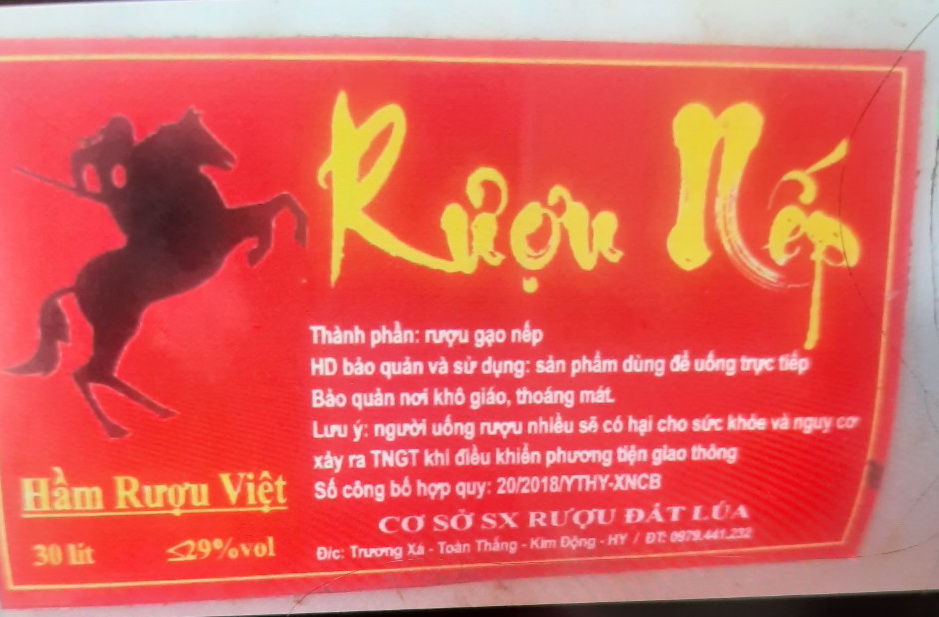 Rượu Nếp
Thành phần: rượu gạo nếp
HD bảo quản và sử dụng: sản phẩm dùng để uống trực tiếp
Bảo quản nơi khô giáo, thoáng mát.
Lưu ý: người uống rượu nhiều sẽ có hại cho sức khỏe và nguy cơ
xảy ra TNGT khi điều khiển phương tiện giao thông
Số công bố hợp quy: 20/2018/YTHY-XNCB
CƠ SỞ SX RƯỢU ĐẤT LÚA
Đ/c: Trương Xá - Toàn Thắng - Kim Động - HY / ĐT: 0979.441.232
Hầm Rượu Việt
30 lít ≤29%vol